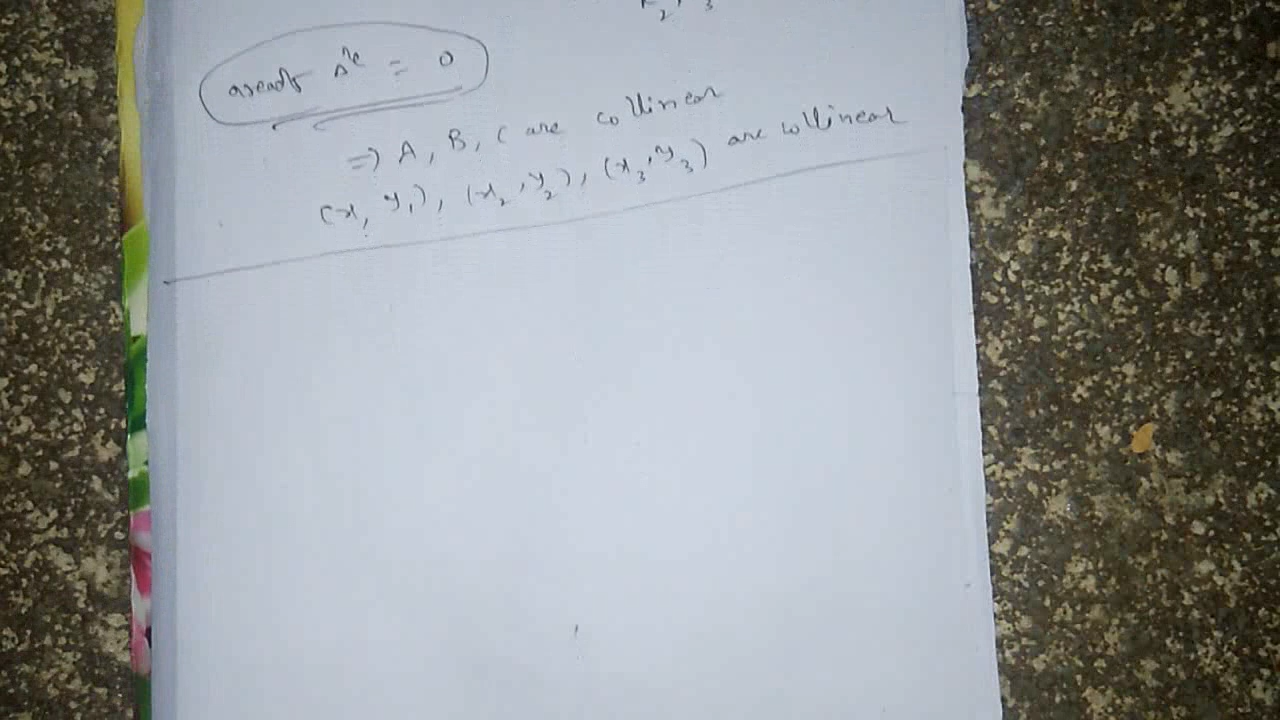 area of Δle = 0
=> A, B, C are collinear
(x₁, y₁), (x₂, y₂), (x₃, y₃) are collinear